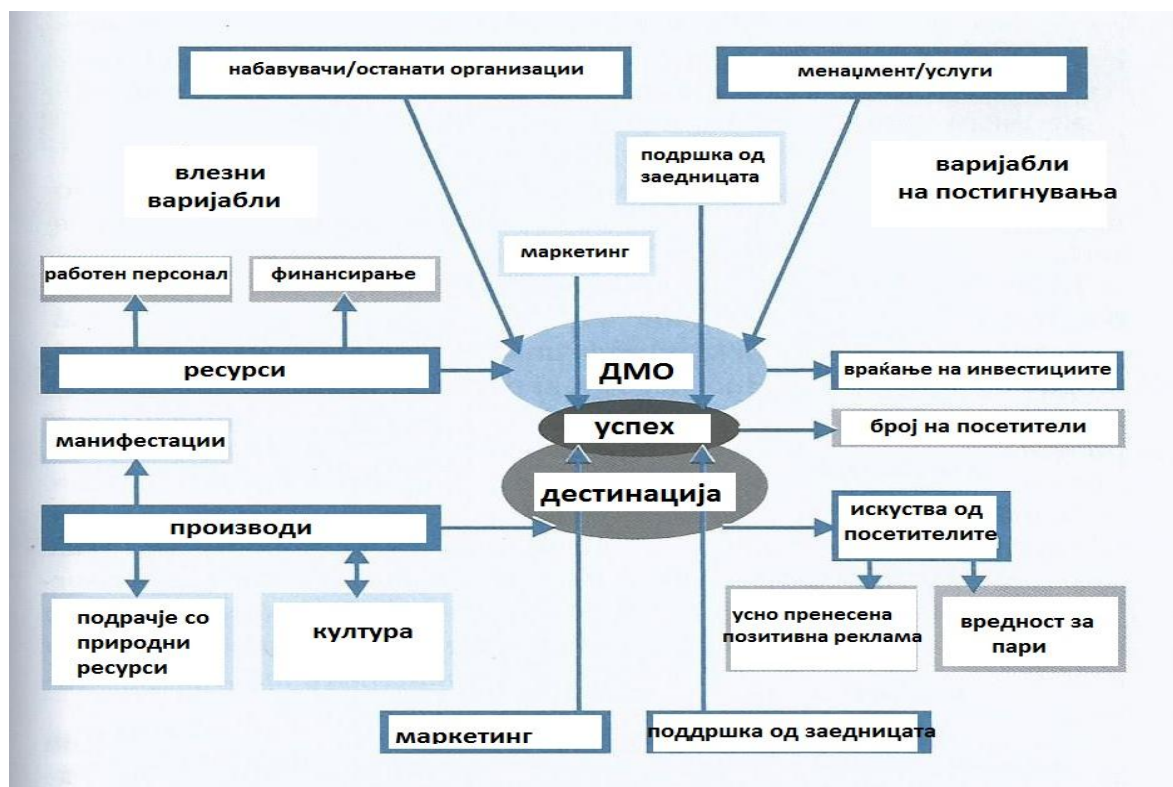 набавувачи/останати организации
менаџмент/услуги
подршка од
заедницата
влезни
варијабли
варијабли
на постигнувања
маркетинг
работен персонал
финансирање
ресурси
ДМО
враќање на инвестициите
манифестации
успех
број на посетители
производи
дестинација
искуства од
посетителите
подрачје со
природни
ресурси
култура
усно пренесена
позитивна реклама
вредност за
пари
маркетинг
поддршка од заедницата